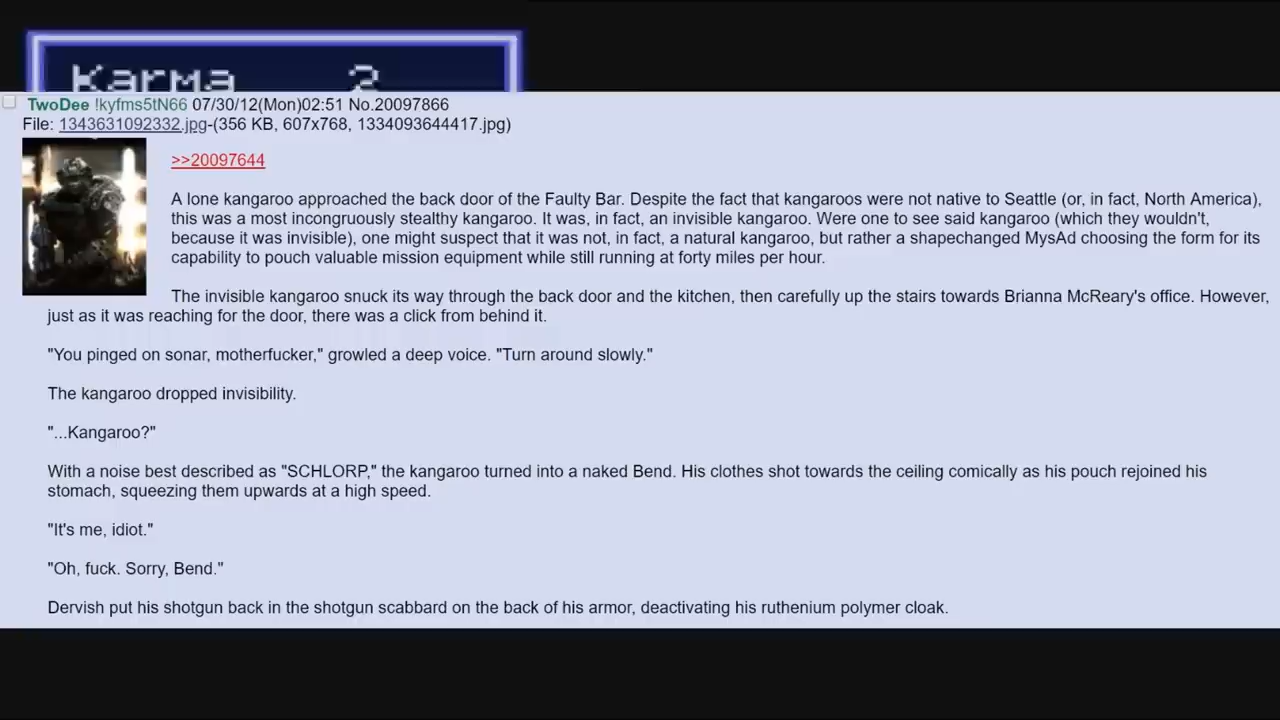 Karma 2
TwoDee !kyfms5tN66 07/30/12(Mon)02:51 No.20097866
File: 1343631092332.jpg-(356 KB, 607x768, 1334093644417.jpg)
>>20097644
A lone kangaroo approached the back door of the Faulty Bar. Despite the fact that kangaroos were not native to Seattle (or, in fact, North America),
this was a most incongruously stealthy kangaroo. It was, in fact, an invisible kangaroo. Were one to see said kangaroo (which they wouldn't,
because it was invisible), one might suspect that it was not, in fact, a natural kangaroo, but rather a shapechanged MysAd choosing the form for its
capability to pouch valuable mission equipment while still running at forty miles per hour.
The invisible kangaroo snuck its way through the back door and the kitchen, then carefully up the stairs towards Brianna McReary's office. However,
just as it was reaching for the door, there was a click from behind it.
"You pinged on sonar, motherfucker," growled a deep voice. "Turn around slowly."
The kangaroo dropped invisibility.
"...Kangaroo?"
With a noise best described as "SCHLORP," the kangaroo turned into a naked Bend. His clothes shot towards the ceiling comically as his pouch rejoined his
stomach, squeezing them upwards at a high speed.
"It's me, idiot."
"Oh, fuck. Sorry, Bend."
Dervish put his shotgun back in the shotgun scabbard on the back of his armor, deactivating his ruthenium polymer cloak.